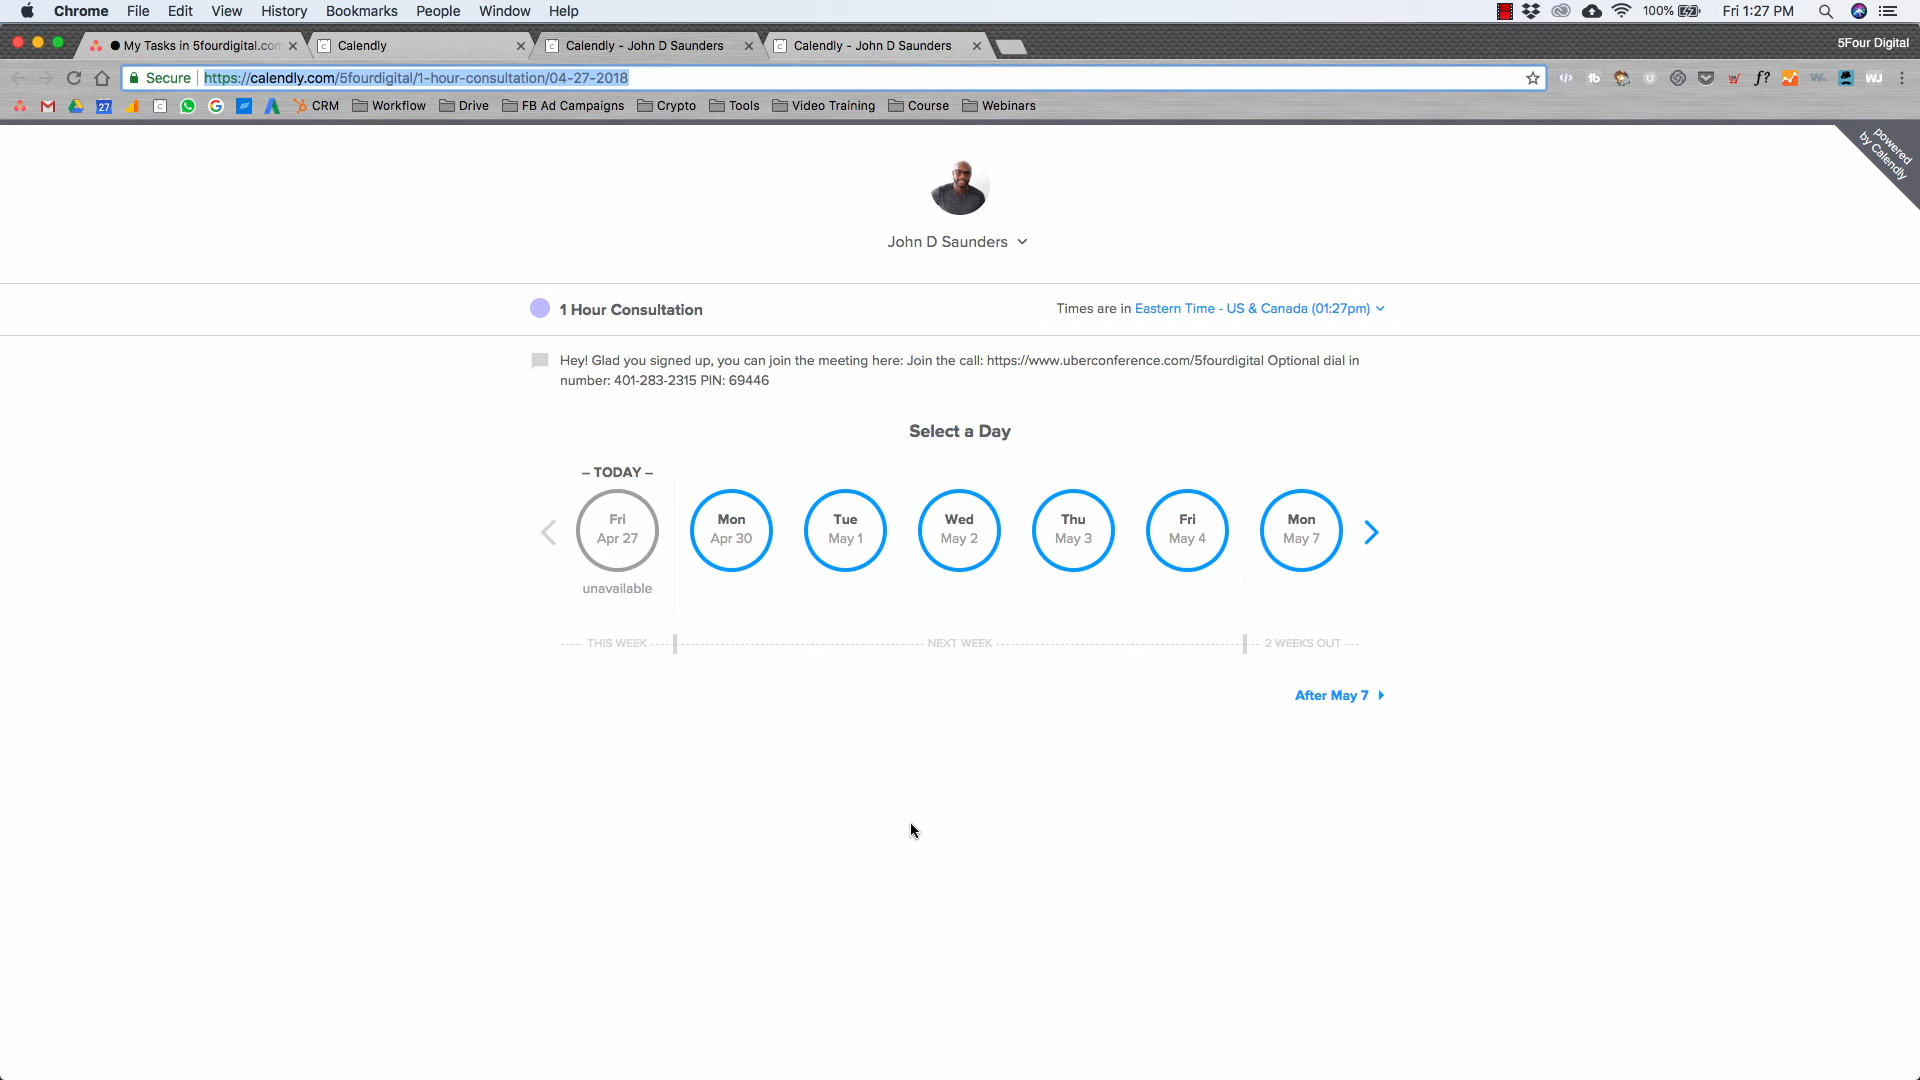 Chrome File Edit View History Bookmarks People Window Help 100% Fri 1:27 PM
My Tasks in 5fourdigital.com Calendly Calendly - John D Saunders Calendly - John D Saunders 5Four Digital
Secure https://calendly.com/5fourdigital/1-hour-consultation/04-27-2018
27 CRM Workflow Drive FB Ad Campaigns Crypto Tools Video Training Course Webinars
powered
by Calendly
John D Saunders
1 Hour Consultation Times are in Eastern Time - US & Canada (01:27pm)
Hey! Glad you signed up, you can join the meeting here: Join the call: https://www.uberconference.com/5fourdigital Optional dial in
number: 401-283-2315 PIN: 69446
Select a Day
– TODAY –
Fri Mon Tue Wed Thu Fri Mon
Apr 27 Apr 30 May 1 May 2 May 3 May 4 May 7
unavailable
THIS WEEK NEXT WEEK 2 WEEKS OUT
After May 7